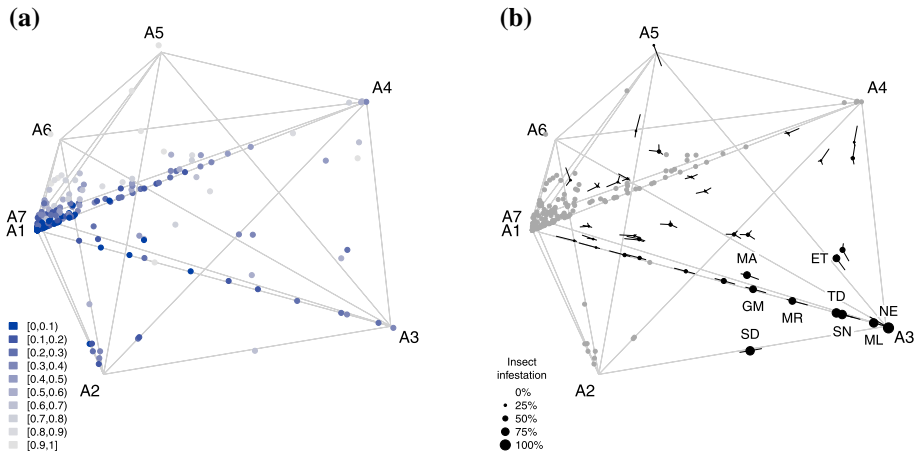 (a)
A5
A4
A6
A7
A1
A3
A2
[0,0.1)
[0.1,0.2)
[0.2,0.3)
[0.3,0.4)
[0.4,0.5)
[0.5,0.6)
[0.6,0.7)
[0.7,0.8)
[0.8,0.9)
[0.9,1]
(b)
A5
A4
A6
A7
A1
MA
ET
GM
MR
TD
SN
NE
ML
A3
SD
A2
Insect
infestation
0%
25%
50%
75%
100%